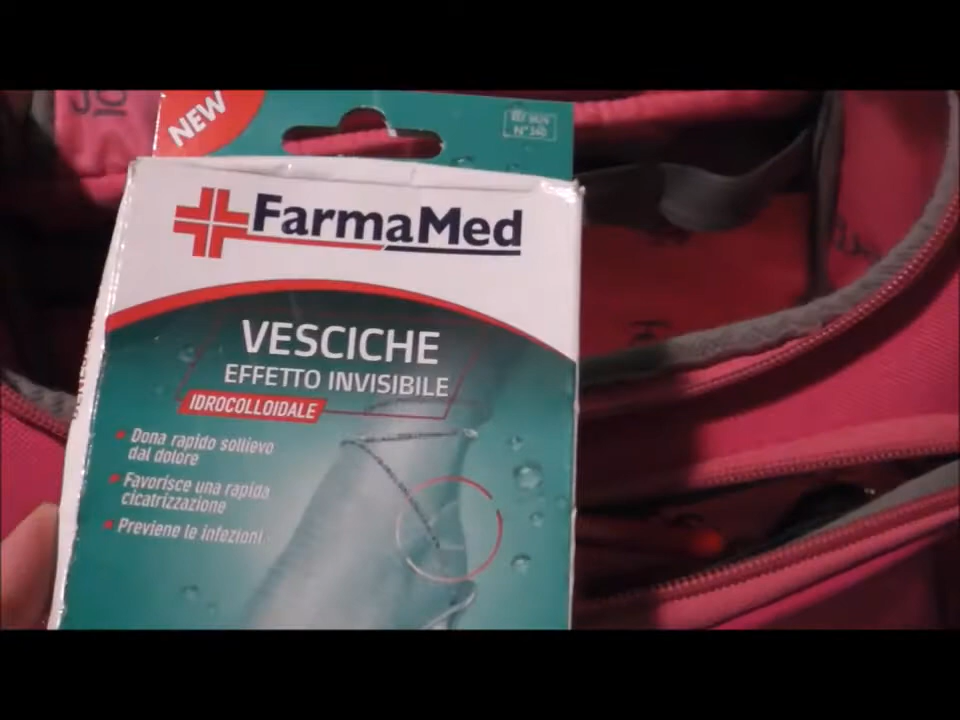 NEW
FarmaMed
VESCICHE
EFFETTO INVISIBILE
IDROCOLLOIDALE
Dona rapido sollievo
dal dolore
Favorisce una rapida
cicatrizzazione
Previene le infezioni